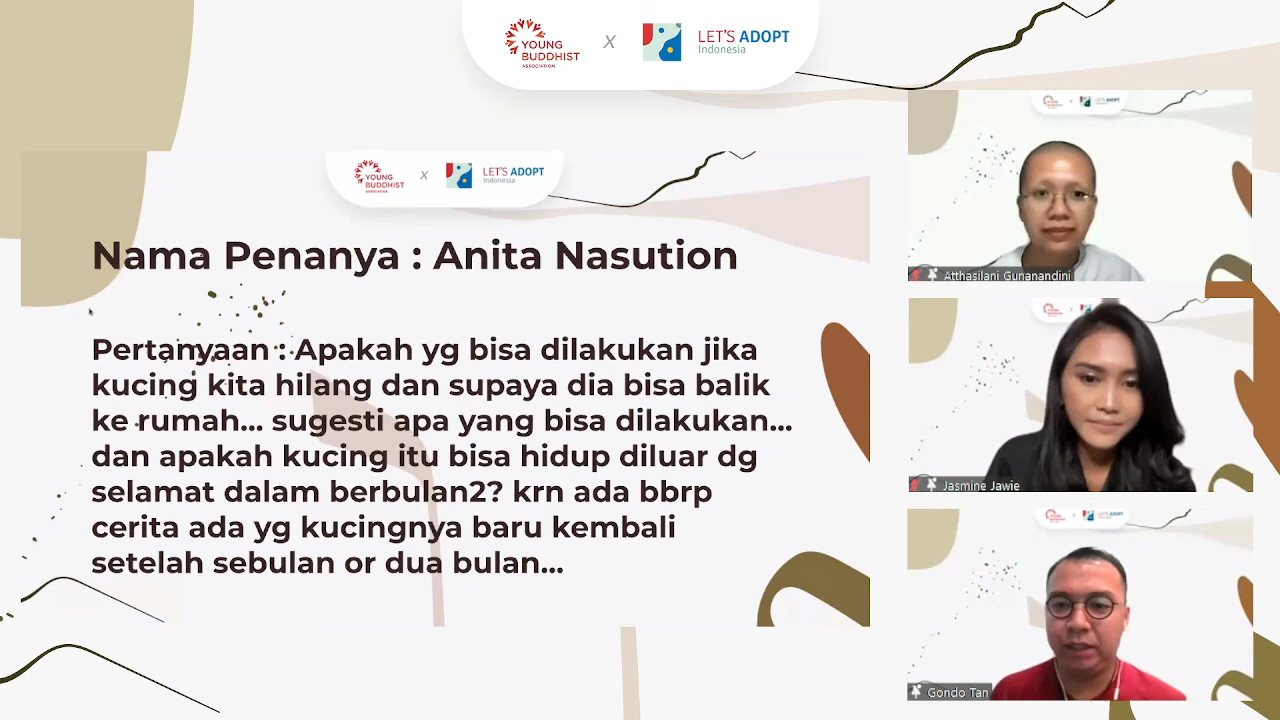 YOUNG
BUDDHIST
ASSOCIATION
X
LET'S ADOPT
Indonesia
YOUNG
BUDDHIST
ASSOCIATION
X
LET'S ADOPT
Indonesia
Nama Penanya : Anita Nasution
Pertanyaan : Apakah yg bisa dilakukan jika
kucing kita hilang dan supaya dia bisa balik
ke rumah... sugesti apa yang bisa dilakukan...
dan apakah kucing itu bisa hidup diluar dg
selamat dalam berbulan2? krn ada bbrp
cerita ada yg kucingnya baru kembali
setelah sebulan or dua bulan...
Atthasilani Gunanandini
Jasmine Jawie
Gondo Tan